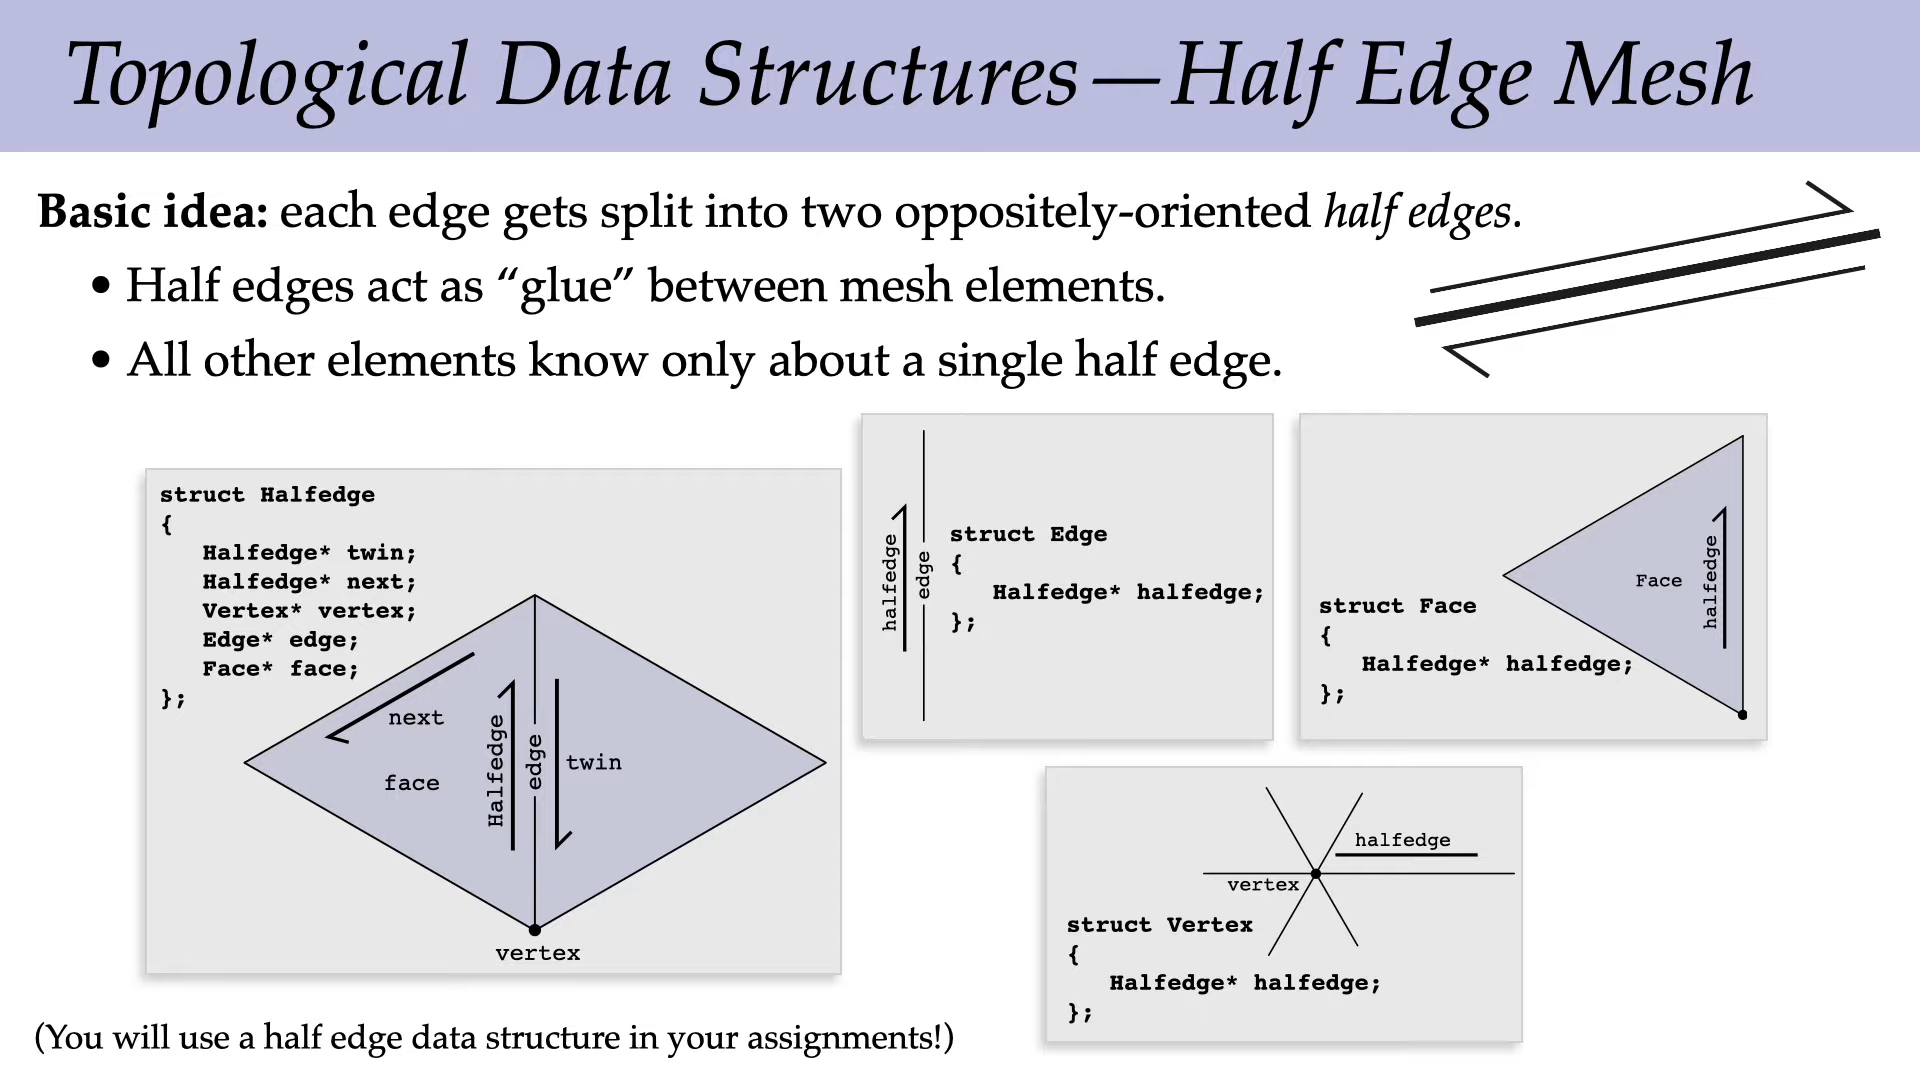 Topological Data Structures—Half Edge Mesh
Basic idea: each edge gets split into two oppositely-oriented half edges.
• Half edges act as “glue” between mesh elements.
• All other elements know only about a single half edge.
struct Halfedge
{
Halfedge* twin;
Halfedge* next;
Vertex* vertex;
Edge* edge;
Face* face;
};
next
face
Halfedge
edge
twin
vertex
halfedge
edge
struct Edge
{
Halfedge* halfedge;
};
Face
halfedge
struct Face
{
Halfedge* halfedge;
};
halfedge
vertex
struct Vertex
{
Halfedge* halfedge;
};
(You will use a half edge data structure in your assignments!)